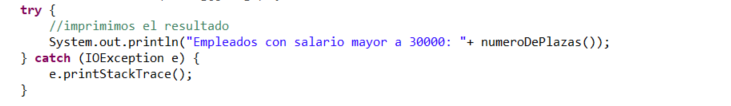 try {
//imprimimos el resultado
System.out.println("Empleados con salario mayor a 30000: "+ numeroDePlazas());
} catch (IOException e) {
e.printStackTrace();
}